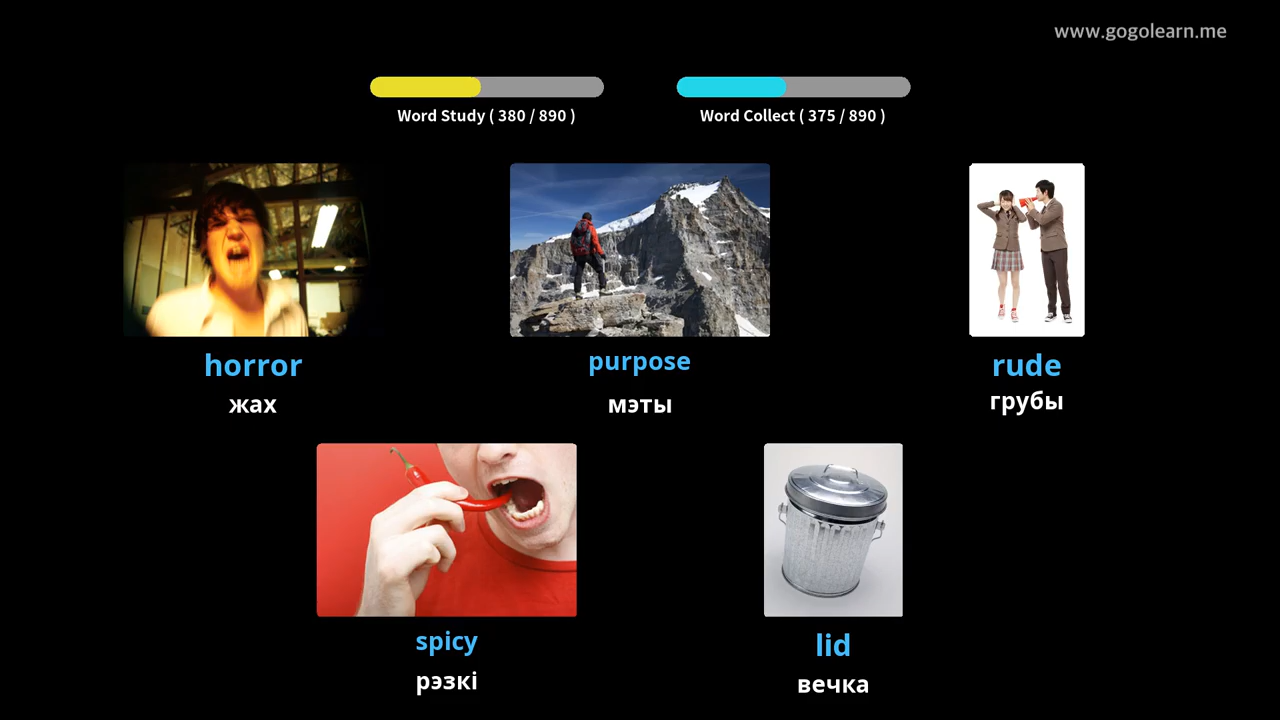 www.gogolearn.me
Word Study ( 380 / 890 )
Word Collect ( 375 / 890 )
horror
жах
purpose
мэты
rude
грубы
spicy
рэзкі
lid
вечка